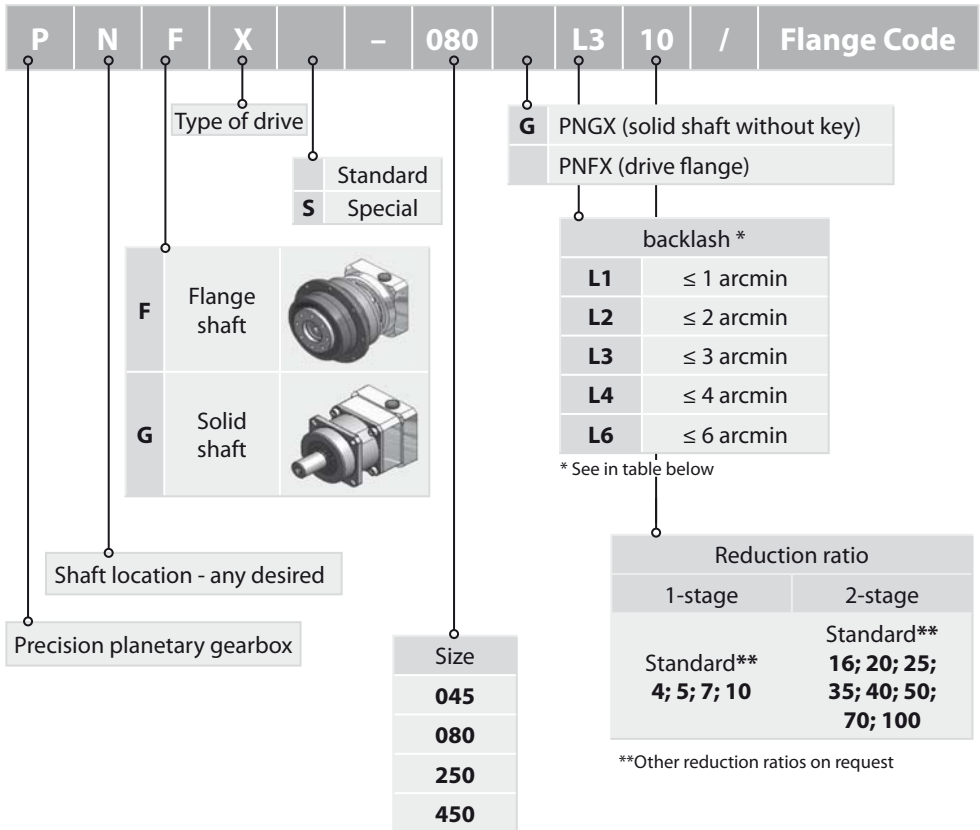 P N F X – 080 L3 10 / Flange Code
Type of drive
Standard
S Special
G PNGX (solid shaft without key)
PNFX (drive flange)
F Flange
shaft
G Solid
shaft
backlash *
L1 ≤ 1 arcmin
L2 ≤ 2 arcmin
L3 ≤ 3 arcmin
L4 ≤ 4 arcmin
L6 ≤ 6 arcmin
* See in table below
Shaft location - any desired
Precision planetary gearbox
Size
045
080
250
450
Reduction ratio
1-stage 2-stage
Standard**
4; 5; 7; 10
Standard**
16; 20; 25;
35; 40; 50;
70; 100
**Other reduction ratios on request